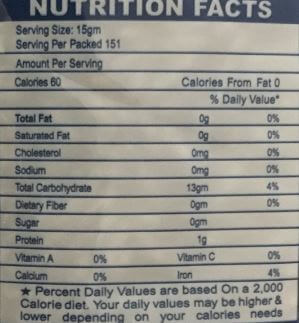 NUTRITION FACTS
Serving Size: 15gm
Serving Per Packed 151
Amount Per Serving
Calories 60 Calories From Fat 0
% Daily Value*
Total Fat 0g 0%
Saturated Fat 0g 0%
Cholesterol 0mg 0%
Sodium 0mg 0%
Total Carbohydrate 13gm 4%
Dietary Fiber 0gm 0%
Sugar 0gm
Protein 1g
Vitamin A 0% Vitamin C 0%
Calcium 0% Iron 4%
★ Percent Daily Values are based On a 2,000
Calorie diet. Your daily values may be higher &
lower depending on your calories needs